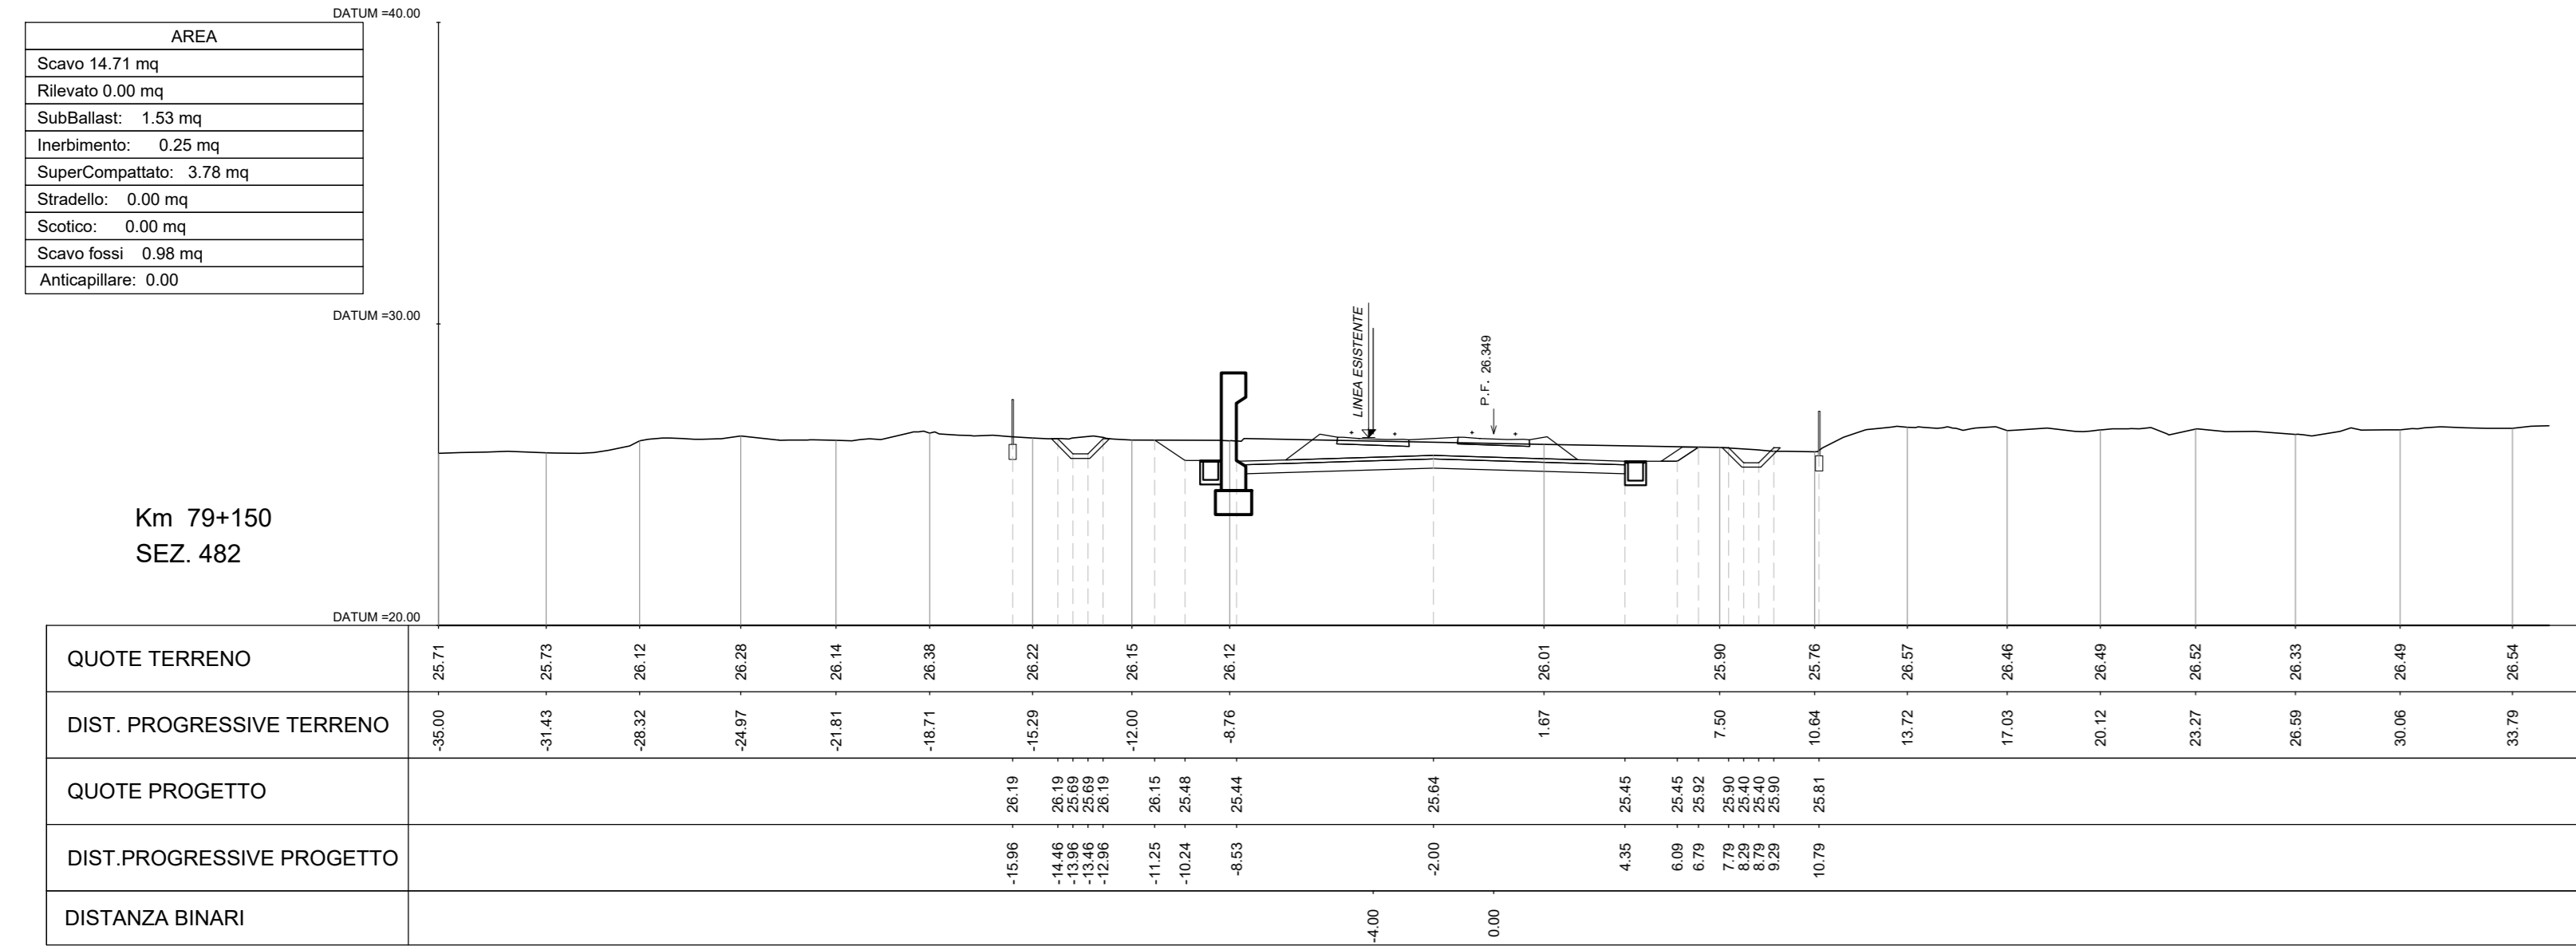 DATUM =40.00
AREA
Scavo 14.71 mq
Rilevato 0.00 mq
SubBallast: 1.53 mq
Inerbimento: 0.25 mq
SuperCompattato: 3.78 mq
Stradello: 0.00 mq
Scotico: 0.00 mq
Scavo fossi 0.98 mq
Anticapillare: 0.00
DATUM =30.00
LINEA ESISTENTE
P.F. 26.349
Km 79+150
SEZ. 482
DATUM =20.00
QUOTE TERRENO 25.71 25.73 26.12 26.28 26.14 26.38 26.22 26.15 26.12 26.01 25.90 25.76 26.57 26.46 26.49 26.52 26.33 26.49 26.54
DIST. PROGRESSIVE TERRENO -35.00 -31.43 -28.32 -24.97 -21.81 -18.71 -15.29 -12.00 -8.76 1.67 7.50 10.64 13.72 17.03 20.12 23.27 26.59 30.06 33.79
QUOTE PROGETTO 26.19 26.19 25.69 25.69 26.19 26.15 25.48 25.44 25.64 25.45 25.45 25.92 25.90 25.40 25.40 25.90 25.81
DIST.PROGRESSIVE PROGETTO -15.96 -14.46 -13.96 -13.46 -12.96 -11.25 -10.24 -8.53 -2.00 4.35 6.09 6.79 7.79 8.29 8.79 9.29 10.79
DISTANZA BINARI -4.00 0.00